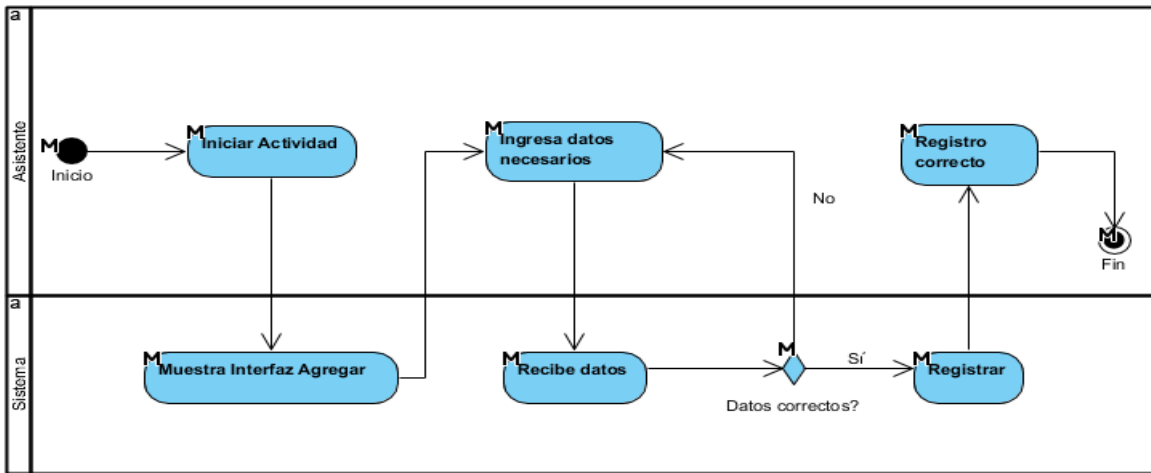 a
Asistente
M
Inicio
M
Iniciar Actividad
M
Ingresa datos
necesarios
No
M
Registro
correcto
M
Fin
a
Sistema
M
Muestra Interfaz Agregar
M
Recibe datos
M
Datos correctos?
Sí
M
Registrar